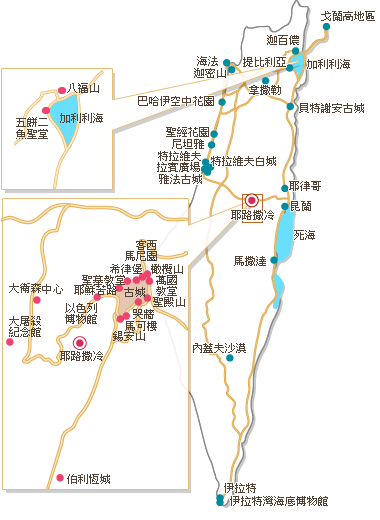 戈蘭高地區
迦百儂
海法
提比利亞
加利利海
迦密山
拿撒勒
巴哈伊空中花園
貝特謝安古城
聖經花園
尼坦雅
特拉維夫
拉賓廣場
特拉維夫白城
雅法古城
耶律哥
昆蘭
耶路撒冷
死海
馬撒達
內蓋夫沙漠
伊拉特
伊拉特灣海底博物館
八福山
五餅二
魚聖堂
加利利海
客西
馬尼園
希律堡
橄欖山
聖墓教堂
萬國
教堂
耶穌苦路
古城
聖殿山
大衛森中心
以色列
博物館
哭牆
馬可樓
大屠殺
紀念館
錫安山
耶路撒冷
伯利恆城